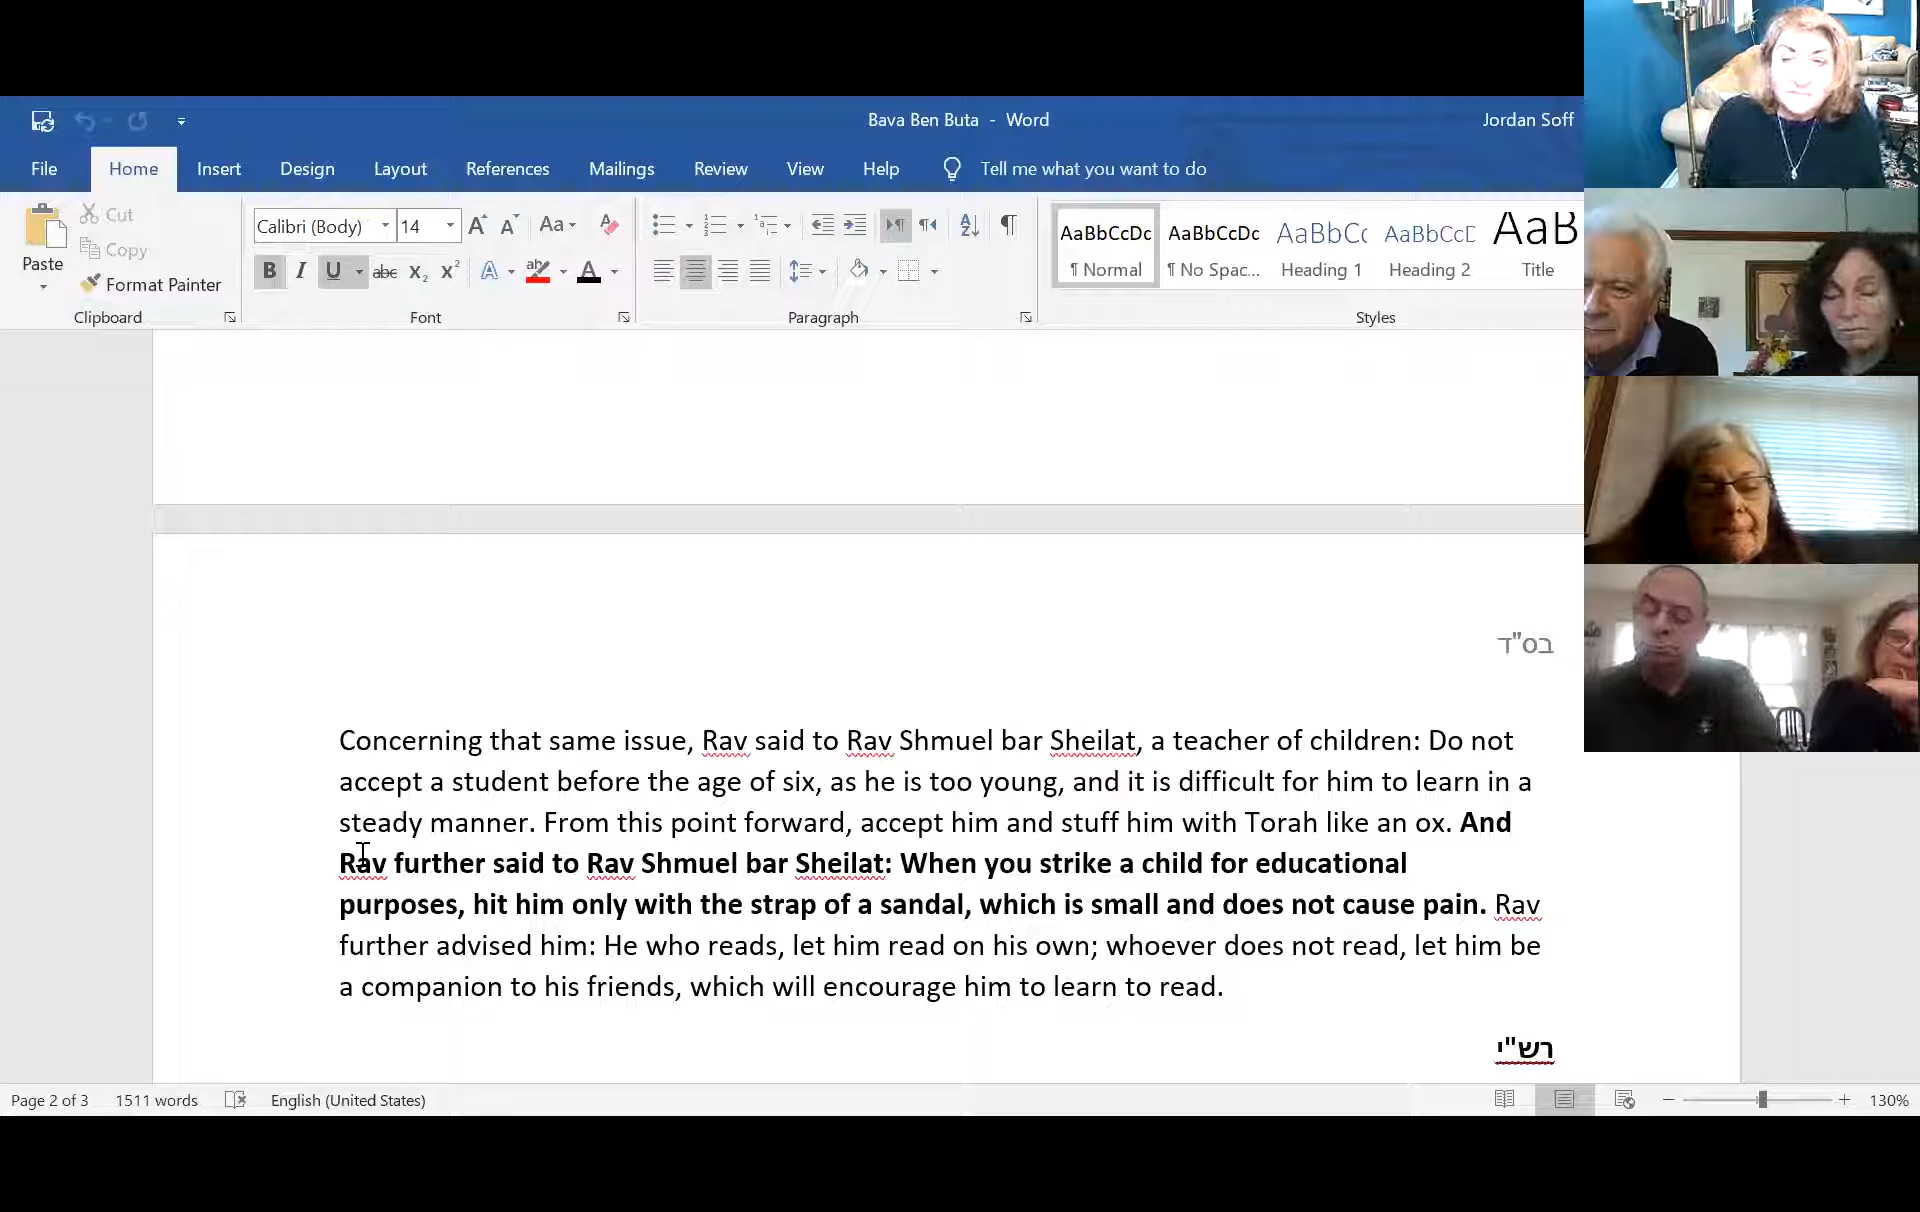 Bava Ben Buta - Word
Jordan Soff
File Home Insert Design Layout References Mailings Review View Help Tell me what you want to do
Paste
Cut
Copy
Format Painter
Clipboard
Calibri (Body) 14
Aa
B I U abc X₂ X²
Font
Paragraph
AaBbCcDc AaBbCcDc AaBbCc AaBbCcD AaB
¶ Normal ¶ No Spac... Heading 1 Heading 2 Title
Styles
בס"ד
Concerning that same issue, Rav said to Rav Shmuel bar Sheilat, a teacher of children: Do not
accept a student before the age of six, as he is too young, and it is difficult for him to learn in a
steady manner. From this point forward, accept him and stuff him with Torah like an ox. And
Rav further said to Rav Shmuel bar Sheilat: When you strike a child for educational
purposes, hit him only with the strap of a sandal, which is small and does not cause pain. Rav
further advised him: He who reads, let him read on his own; whoever does not read, let him be
a companion to his friends, which will encourage him to learn to read.
רש"י
Page 2 of 3 1511 words English (United States) 130%